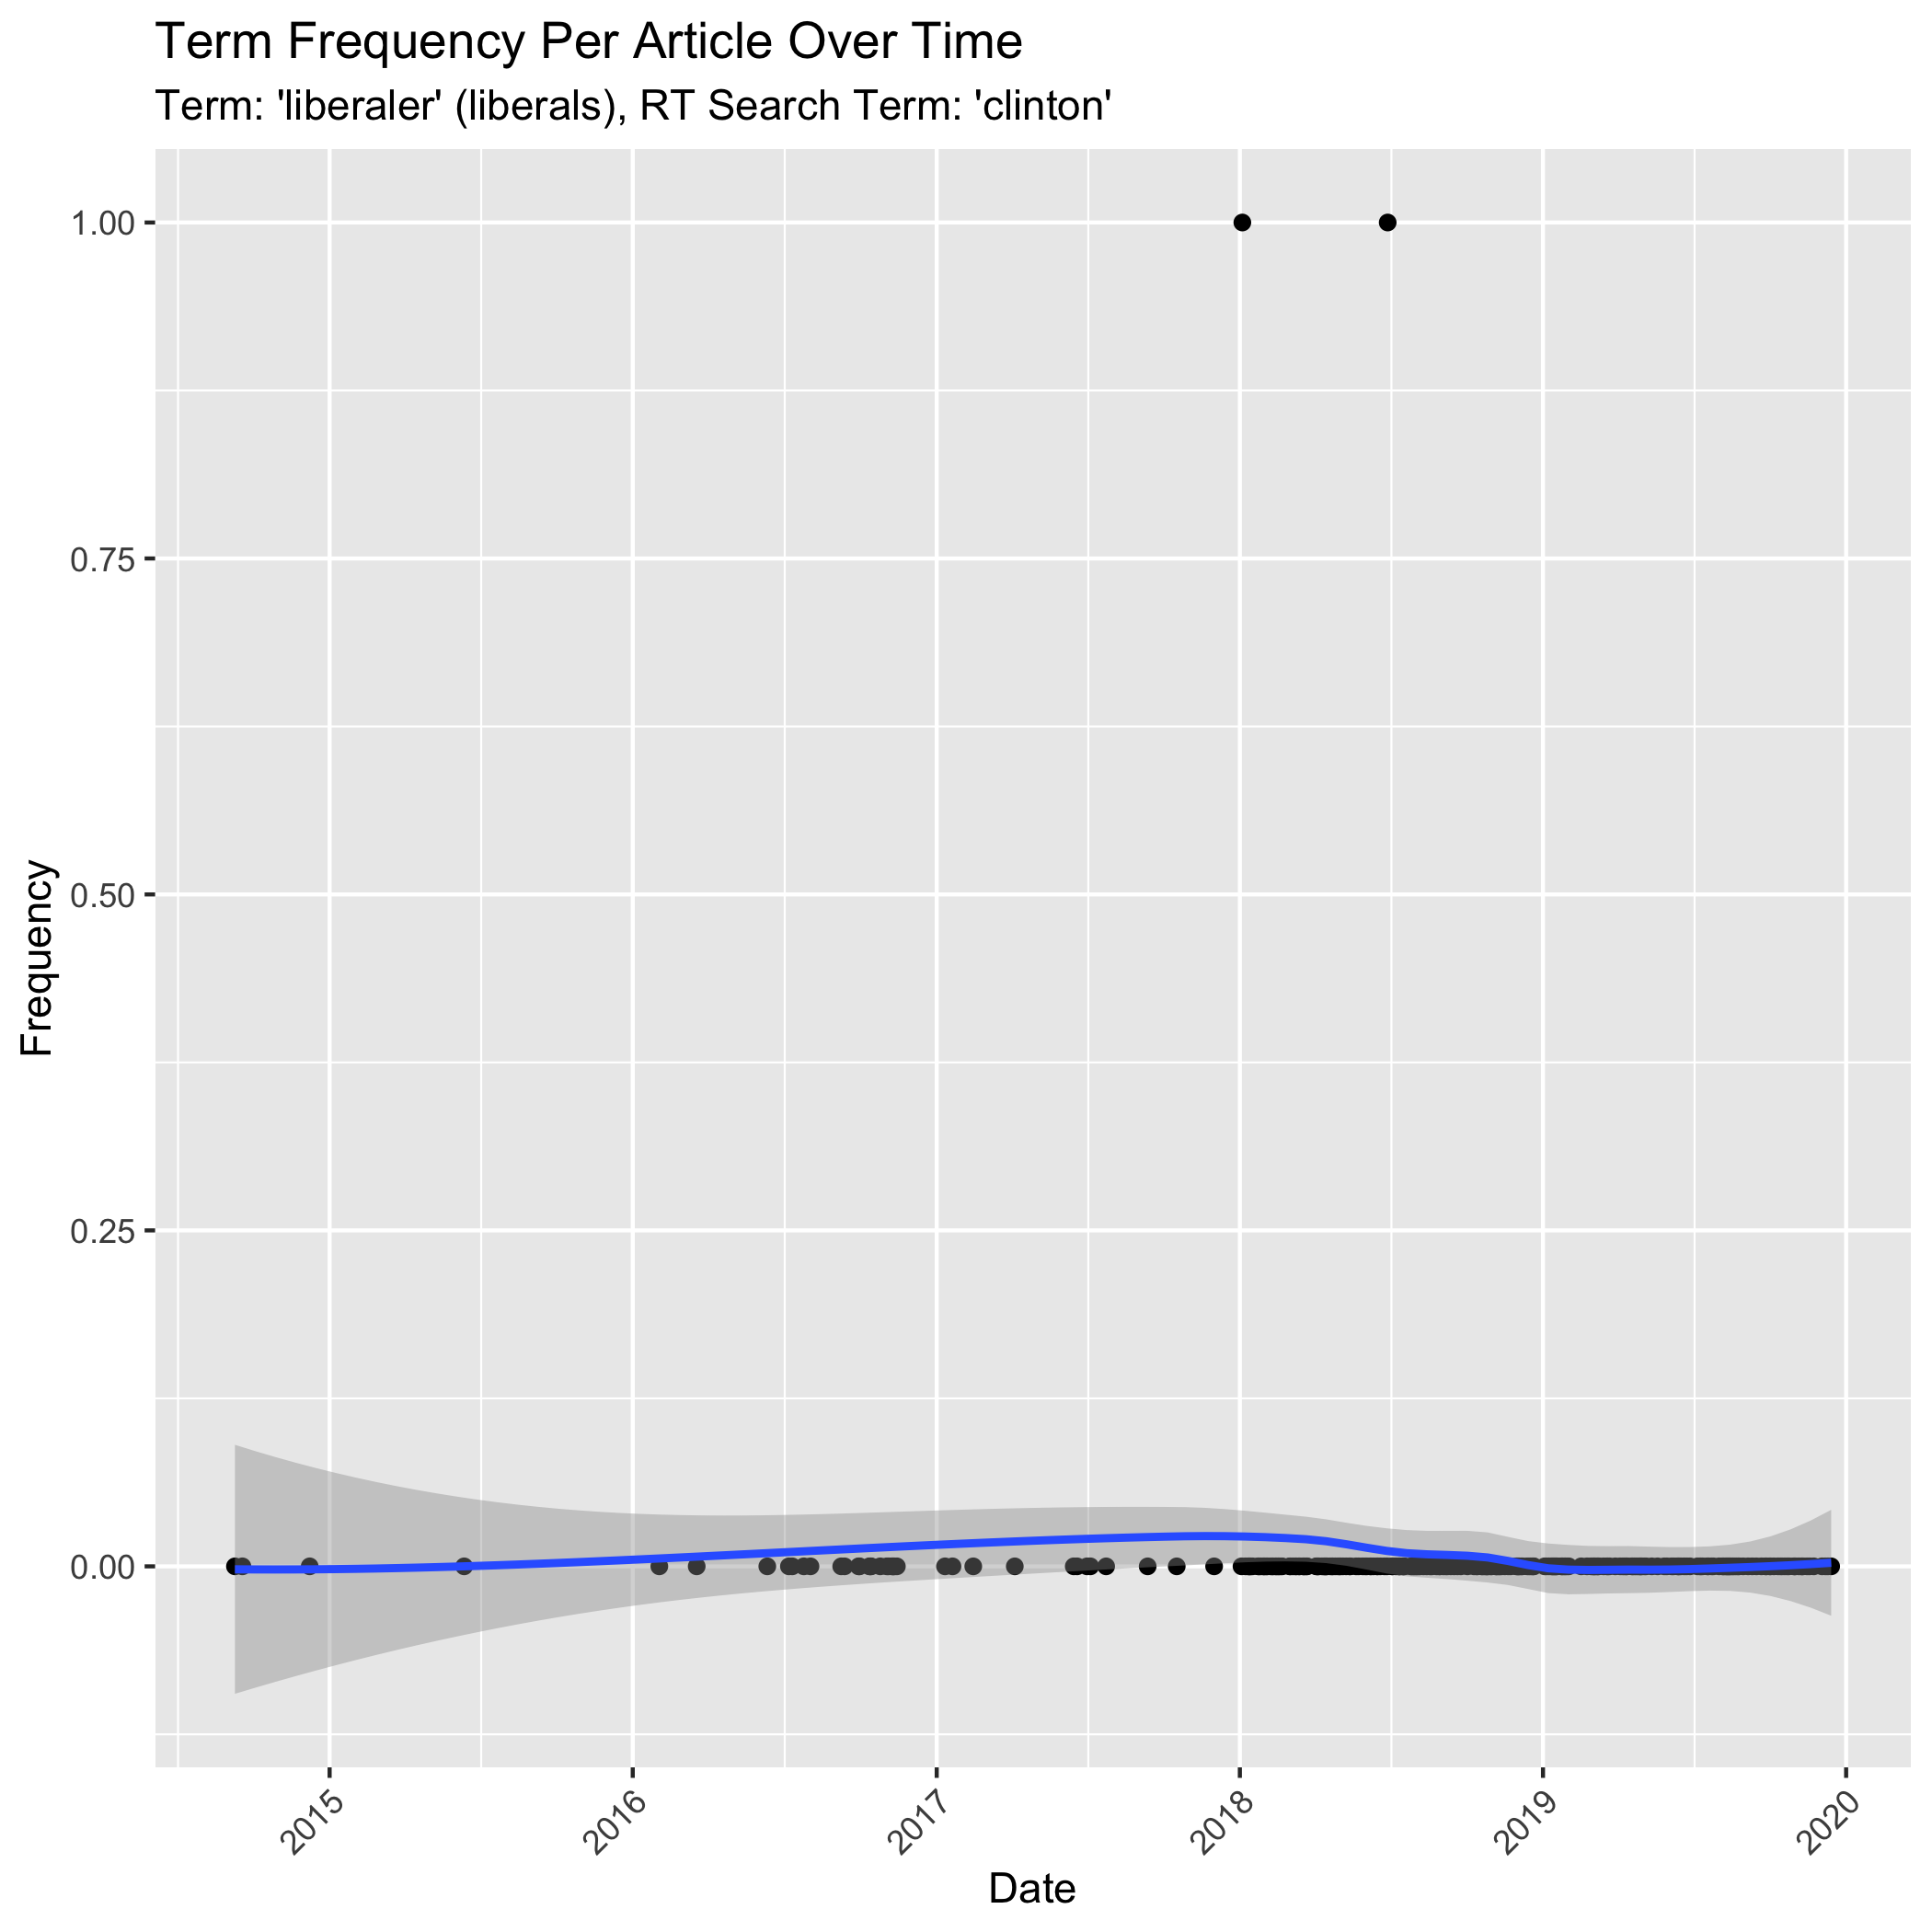 Term Frequency Per Article Over Time
Term: 'liberaler' (liberals), RT Search Term: 'clinton'
1.00
0.75
0.50
0.25
0.00
Frequency
2015
2016
2017
2018
2019
2020
Date